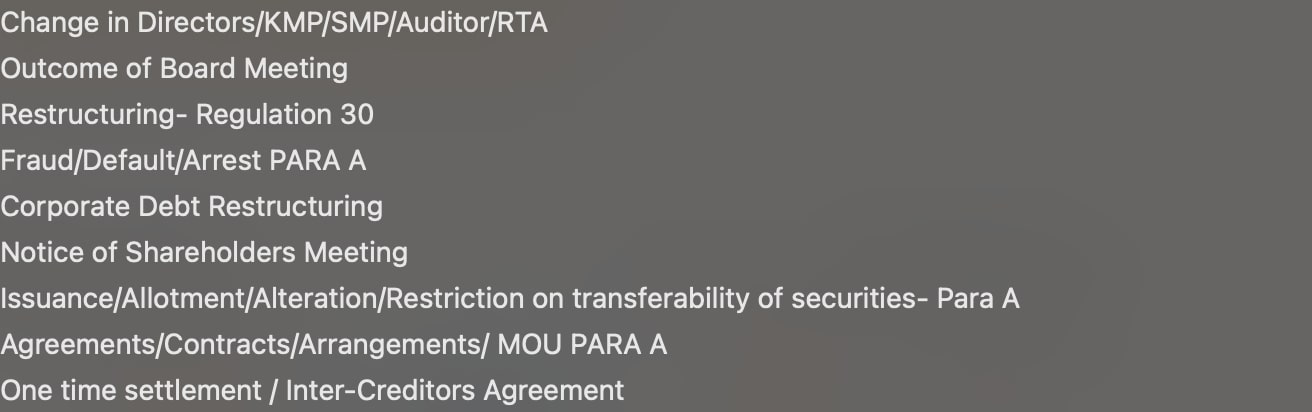 Change in Directors/KMP/SMP/Auditor/RTA
Outcome of Board Meeting
Restructuring- Regulation 30
Fraud/Default/Arrest PARA A
Corporate Debt Restructuring
Notice of Shareholders Meeting
Issuance/Allotment/Alteration/Restriction on transferability of securities- Para A
Agreements/Contracts/Arrangements/ MOU PARA A
One time settlement / Inter-Creditors Agreement